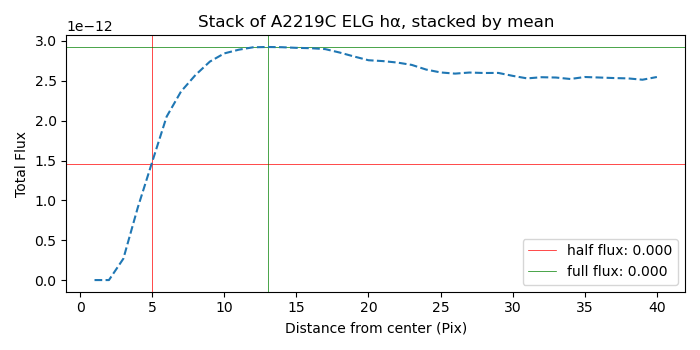 Stack of A2219C ELG hα, stacked by mean
1e−12
3.0
2.5
2.0
1.5
1.0
0.5
0.0
Total Flux
half flux: 0.000
full flux: 0.000
0 5 10 15 20 25 30 35 40
Distance from center (Pix)